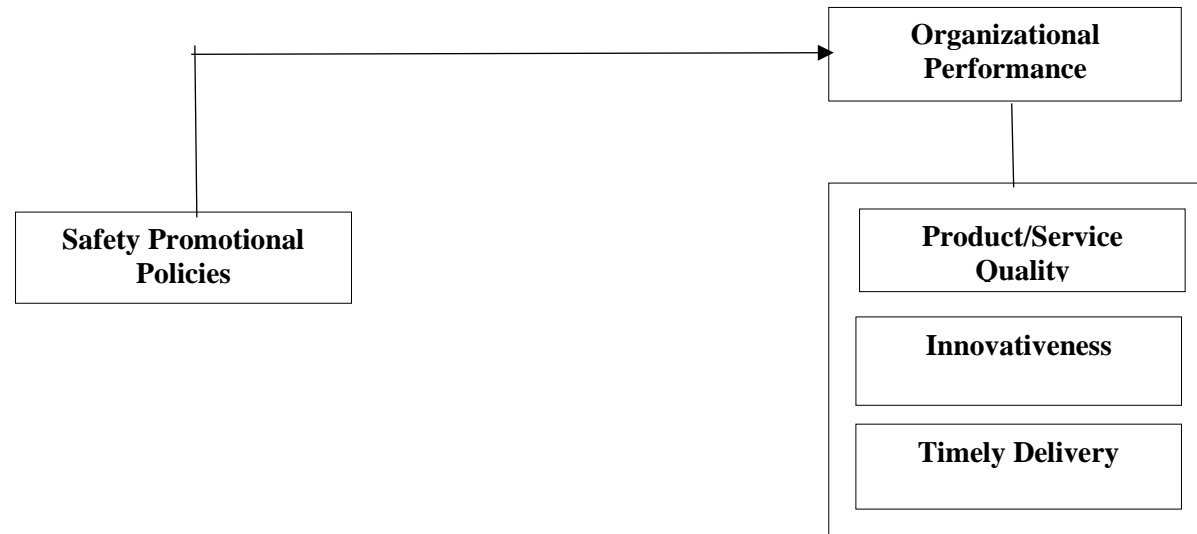 Organizational
Performance
Safety Promotional
Policies
Product/Service
Quality
Innovativeness
Timely Delivery